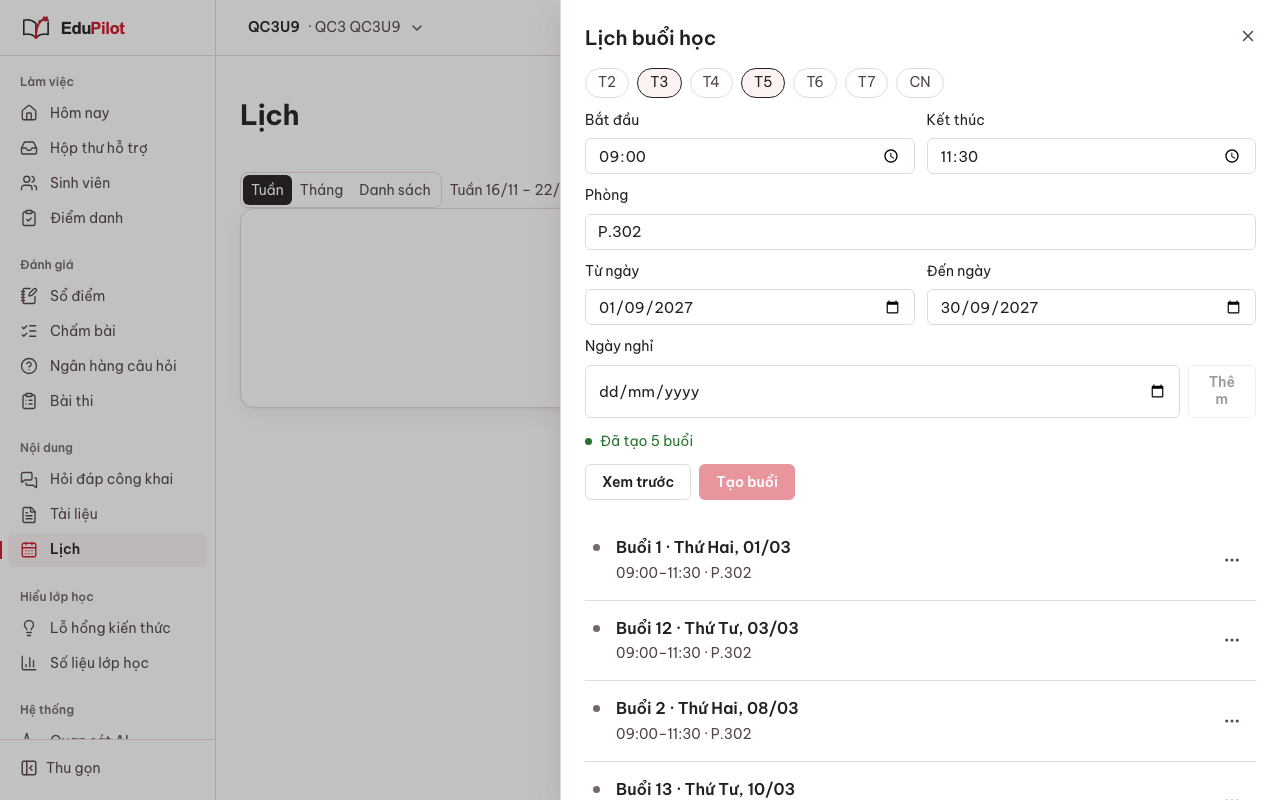 EduPilot
QC3U9 · QC3 QC3U9
Làm việc
Hôm nay
Hộp thư hỗ trợ
Sinh viên
Điểm danh
Đánh giá
Sổ điểm
Chấm bài
Ngân hàng câu hỏi
Bài thi
Nội dung
Hỏi đáp công khai
Tài liệu
Lịch
Hiểu lớp học
Lỗ hổng kiến thức
Số liệu lớp học
Hệ thống
Thu gọn
Lịch
Tuần Tháng Danh sách Tuần 16/11 – 22/
Lịch buổi học
T2 T3 T4 T5 T6 T7 CN
Bắt đầu Kết thúc
09:00 11:30
Phòng
P.302
Từ ngày Đến ngày
01/09/2027 30/09/2027
Ngày nghỉ
dd/mm/yyyy
Thê
m
Đã tạo 5 buổi
Xem trước Tạo buổi
Buổi 1 · Thứ Hai, 01/03
09:00–11:30 · P.302
Buổi 12 · Thứ Tư, 03/03
09:00–11:30 · P.302
Buổi 2 · Thứ Hai, 08/03
09:00–11:30 · P.302
Buổi 13 · Thứ Tư, 10/03